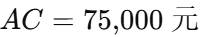 AC = 75,000 元